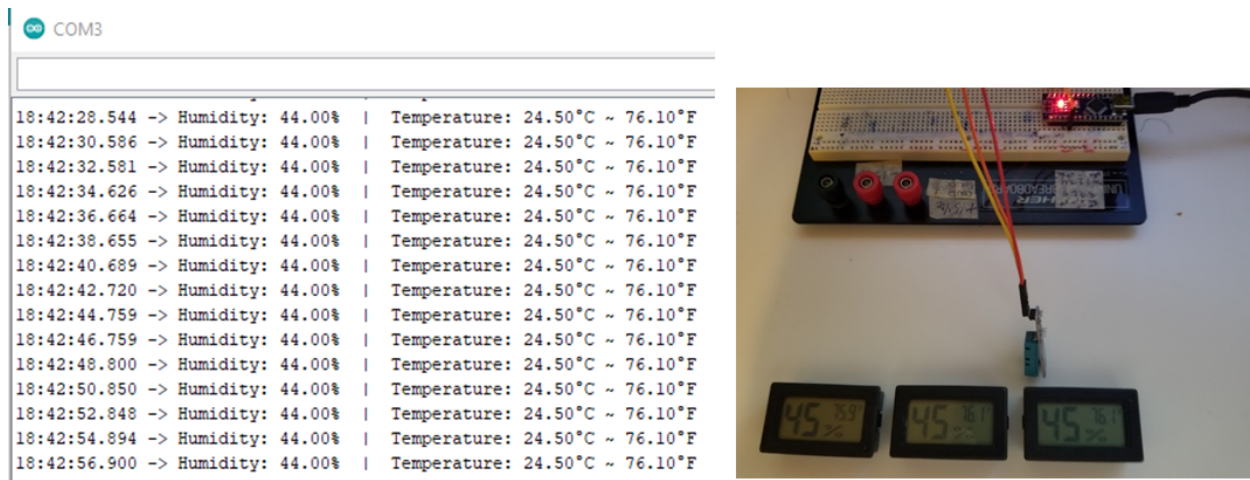 COM3
18:42:28.544 -> Humidity: 44.00% | Temperature: 24.50°C ~ 76.10°F
18:42:30.586 -> Humidity: 44.00% | Temperature: 24.50°C ~ 76.10°F
18:42:32.581 -> Humidity: 44.00% | Temperature: 24.50°C ~ 76.10°F
18:42:34.626 -> Humidity: 44.00% | Temperature: 24.50°C ~ 76.10°F
18:42:36.664 -> Humidity: 44.00% | Temperature: 24.50°C ~ 76.10°F
18:42:38.655 -> Humidity: 44.00% | Temperature: 24.50°C ~ 76.10°F
18:42:40.689 -> Humidity: 44.00% | Temperature: 24.50°C ~ 76.10°F
18:42:42.720 -> Humidity: 44.00% | Temperature: 24.50°C ~ 76.10°F
18:42:44.759 -> Humidity: 44.00% | Temperature: 24.50°C ~ 76.10°F
18:42:46.759 -> Humidity: 44.00% | Temperature: 24.50°C ~ 76.10°F
18:42:48.800 -> Humidity: 44.00% | Temperature: 24.50°C ~ 76.10°F
18:42:50.850 -> Humidity: 44.00% | Temperature: 24.50°C ~ 76.10°F
18:42:52.848 -> Humidity: 44.00% | Temperature: 24.50°C ~ 76.10°F
18:42:54.894 -> Humidity: 44.00% | Temperature: 24.50°C ~ 76.10°F
18:42:56.900 -> Humidity: 44.00% | Temperature: 24.50°C ~ 76.10°F
BREADBOARD
45% 75.9°
45% 76.1°
45% 76.1°